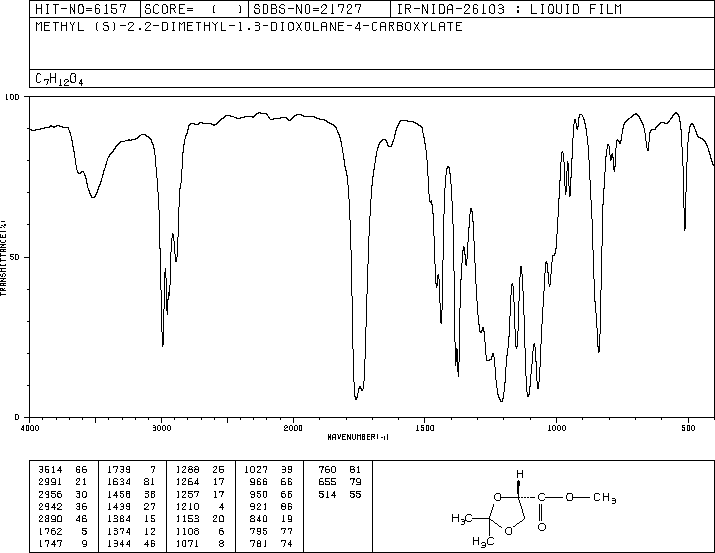 HIT-NO=6157 SCORE= ( ) SDBS-NO=21727 IR-NIDA-26103 : LIQUID FILM
METHYL (S)-2,2-DIMETHYL-1,3-DIOXOLANE-4-CARBOXYLATE
C7H12O4
100
50
0
TRANSMITTANCE(%)
4000 3000 2000 1500 1000 500
WAVENUMBER(-1)
3614 66 1739 7 1288 26 1027 39 760 81
2991 21 1634 81 1264 17 966 66 655 79
2956 30 1458 38 1257 17 950 66 514 55
2942 36 1439 27 1210 4 921 86
2890 46 1384 15 1153 20 840 19
1762 5 1374 12 1108 6 795 77
1747 9 1344 46 1071 8 781 74
H
O C O CH3
H3C O O
H3C